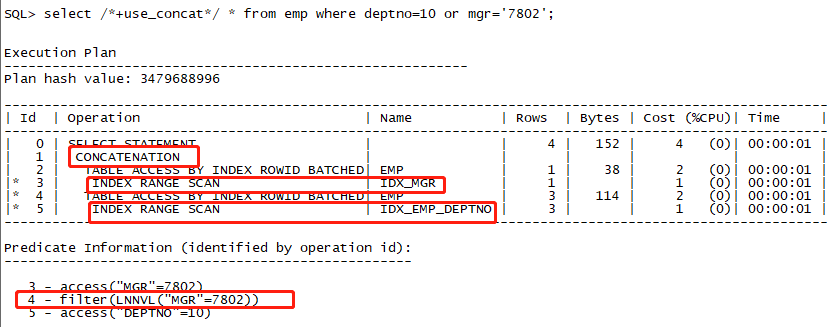 SQL> select /*+use_concat*/ * from emp where deptno=10 or mgr='7802';
Execution Plan
----------------------------------------------------------
Plan hash value: 3479688996
------------------------------------------------------------------------------------------------------
| Id | Operation | Name | Rows | Bytes | Cost (%CPU)| Time |
------------------------------------------------------------------------------------------------------
| 0 | SELECT STATEMENT | | 4 | 152 | 4 (0)| 00:00:01 |
| 1 | CONCATENATION | | | | | |
| 2 | TABLE ACCESS BY INDEX ROWID BATCHED| EMP | 1 | 38 | 2 (0)| 00:00:01 |
|* 3 | INDEX RANGE SCAN | IDX_MGR | 1 | | 1 (0)| 00:00:01 |
|* 4 | TABLE ACCESS BY INDEX ROWID BATCHED| EMP | 3 | 114 | 2 (0)| 00:00:01 |
|* 5 | INDEX RANGE SCAN | IDX_EMP_DEPTNO | 3 | | 1 (0)| 00:00:01 |
------------------------------------------------------------------------------------------------------
Predicate Information (identified by operation id):
---------------------------------------------------
3 - access("MGR"=7802)
4 - filter(LNNVL("MGR"=7802))
5 - access("DEPTNO"=10)